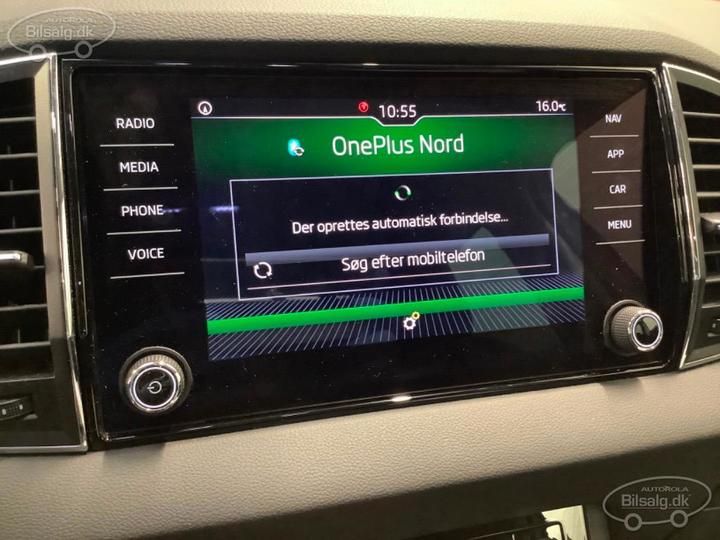 AUTOROLA
Bilsalg.dk
10:55
16.0°C
OnePlus Nord
Der oprettes automatisk forbindelse...
Søg efter mobiltelefon
RADIO
MEDIA
PHONE
VOICE
NAV
APP
CAR
MENU
AUTOROLA
Bilsalg.dk